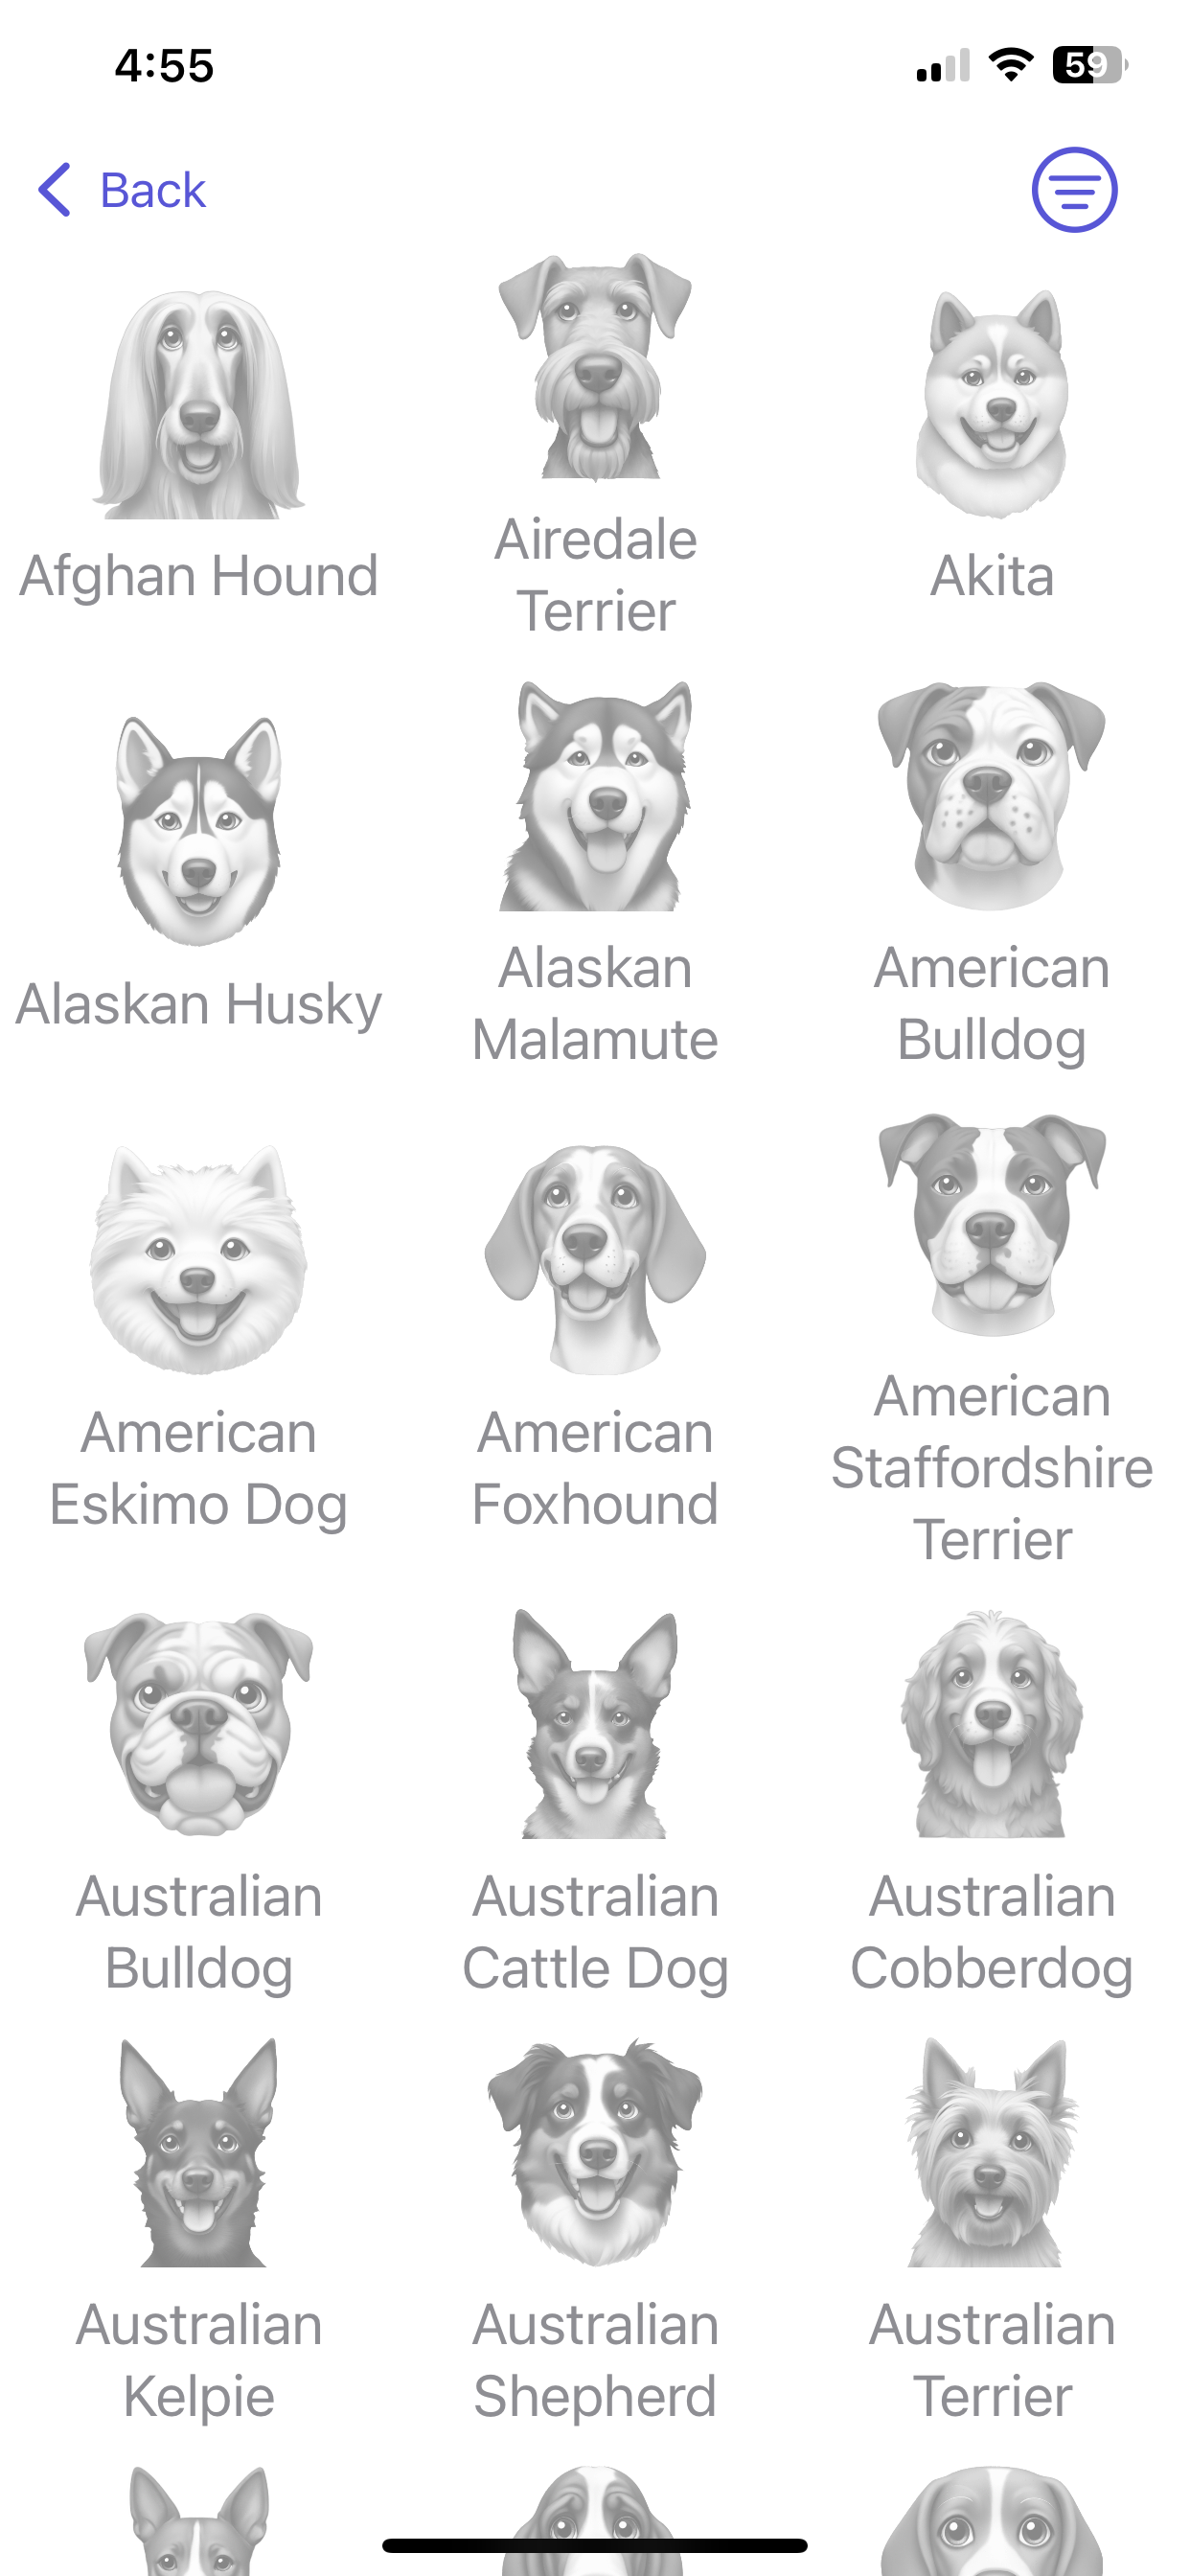 4:55
59
Back
Afghan Hound
Airedale
Terrier
Akita
Alaskan Husky
Alaskan
Malamute
American
Bulldog
American
Eskimo Dog
American
Foxhound
American
Staffordshire
Terrier
Australian
Bulldog
Australian
Cattle Dog
Australian
Cobberdog
Australian
Kelpie
Australian
Shepherd
Australian
Terrier